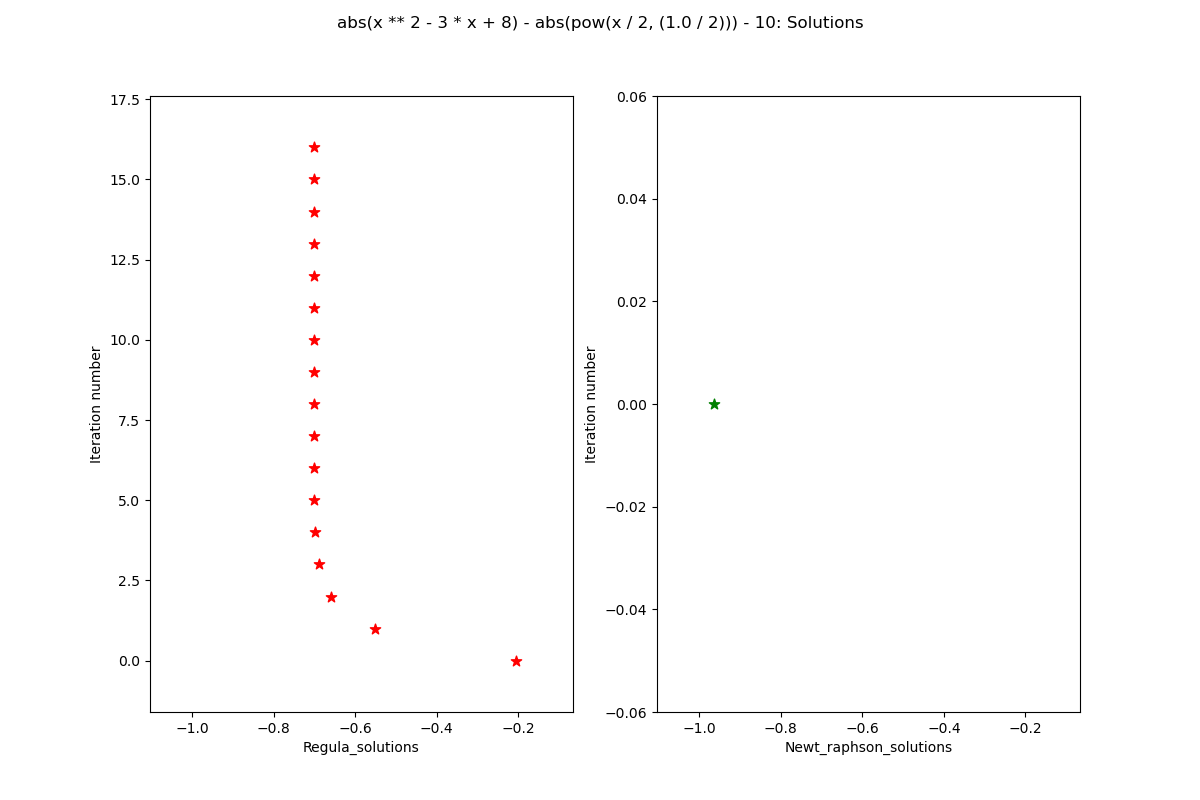 abs(x ** 2 - 3 * x + 8) - abs(pow(x / 2, (1.0 / 2))) - 10: Solutions
17.5
15.0
12.5
10.0
7.5
5.0
2.5
0.0
Iteration number
−1.0 −0.8 −0.6 −0.4 −0.2
Regula_solutions
0.06
0.04
0.02
0.00
−0.02
−0.04
−0.06
Iteration number
−1.0 −0.8 −0.6 −0.4 −0.2
Newt_raphson_solutions